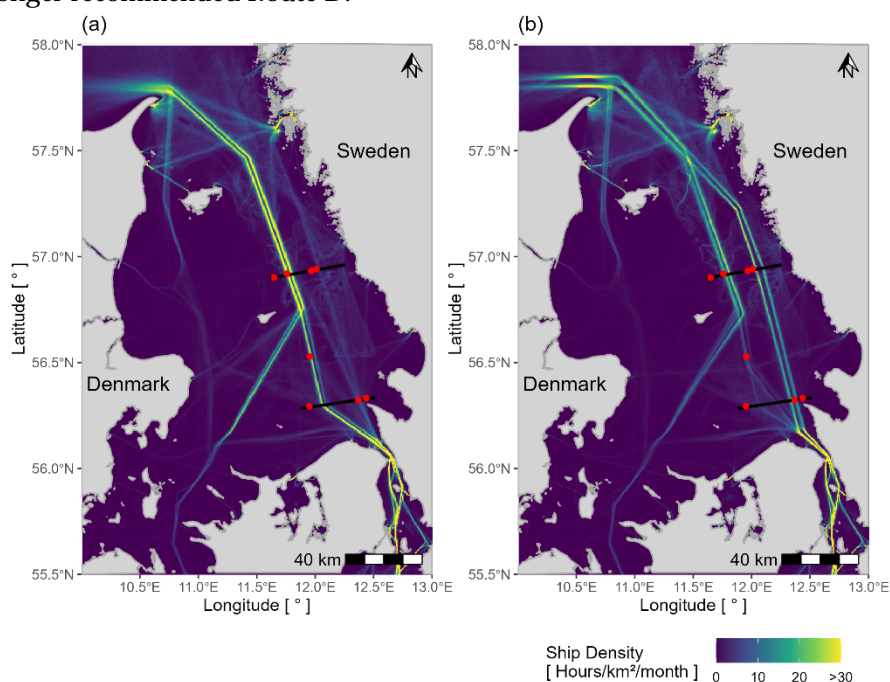 onger recommended Route D.
(a)
58.0°N
57.5°N
57.0°N
56.5°N
56.0°N
55.5°N
Latitude [ ° ]
N
Sweden
Denmark
40 km
10.5°E 11.0°E 11.5°E 12.0°E 12.5°E 13.0°E
Longitude [ ° ]
(b)
58.0°N
57.5°N
57.0°N
56.5°N
56.0°N
55.5°N
Latitude [ ° ]
N
Sweden
Denmark
40 km
10.5°E 11.0°E 11.5°E 12.0°E 12.5°E 13.0°E
Longitude [ ° ]
Ship Density
[ Hours/km²/month ]
0 10 20 >30